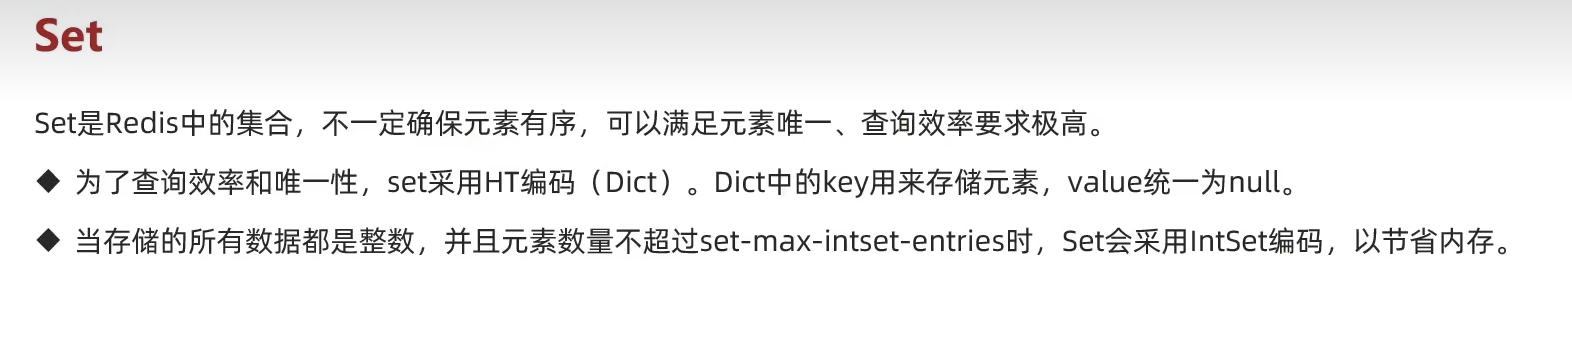 Set
Set是Redis中的集合，不一定确保元素有序，可以满足元素唯一、查询效率要求极高。
◆ 为了查询效率和唯一性，set采用HT编码（Dict）。Dict中的key用来存储元素，value统一为null。
◆ 当存储的所有数据都是整数，并且元素数量不超过set-max-intset-entries时，Set会采用IntSet编码，以节省内存。